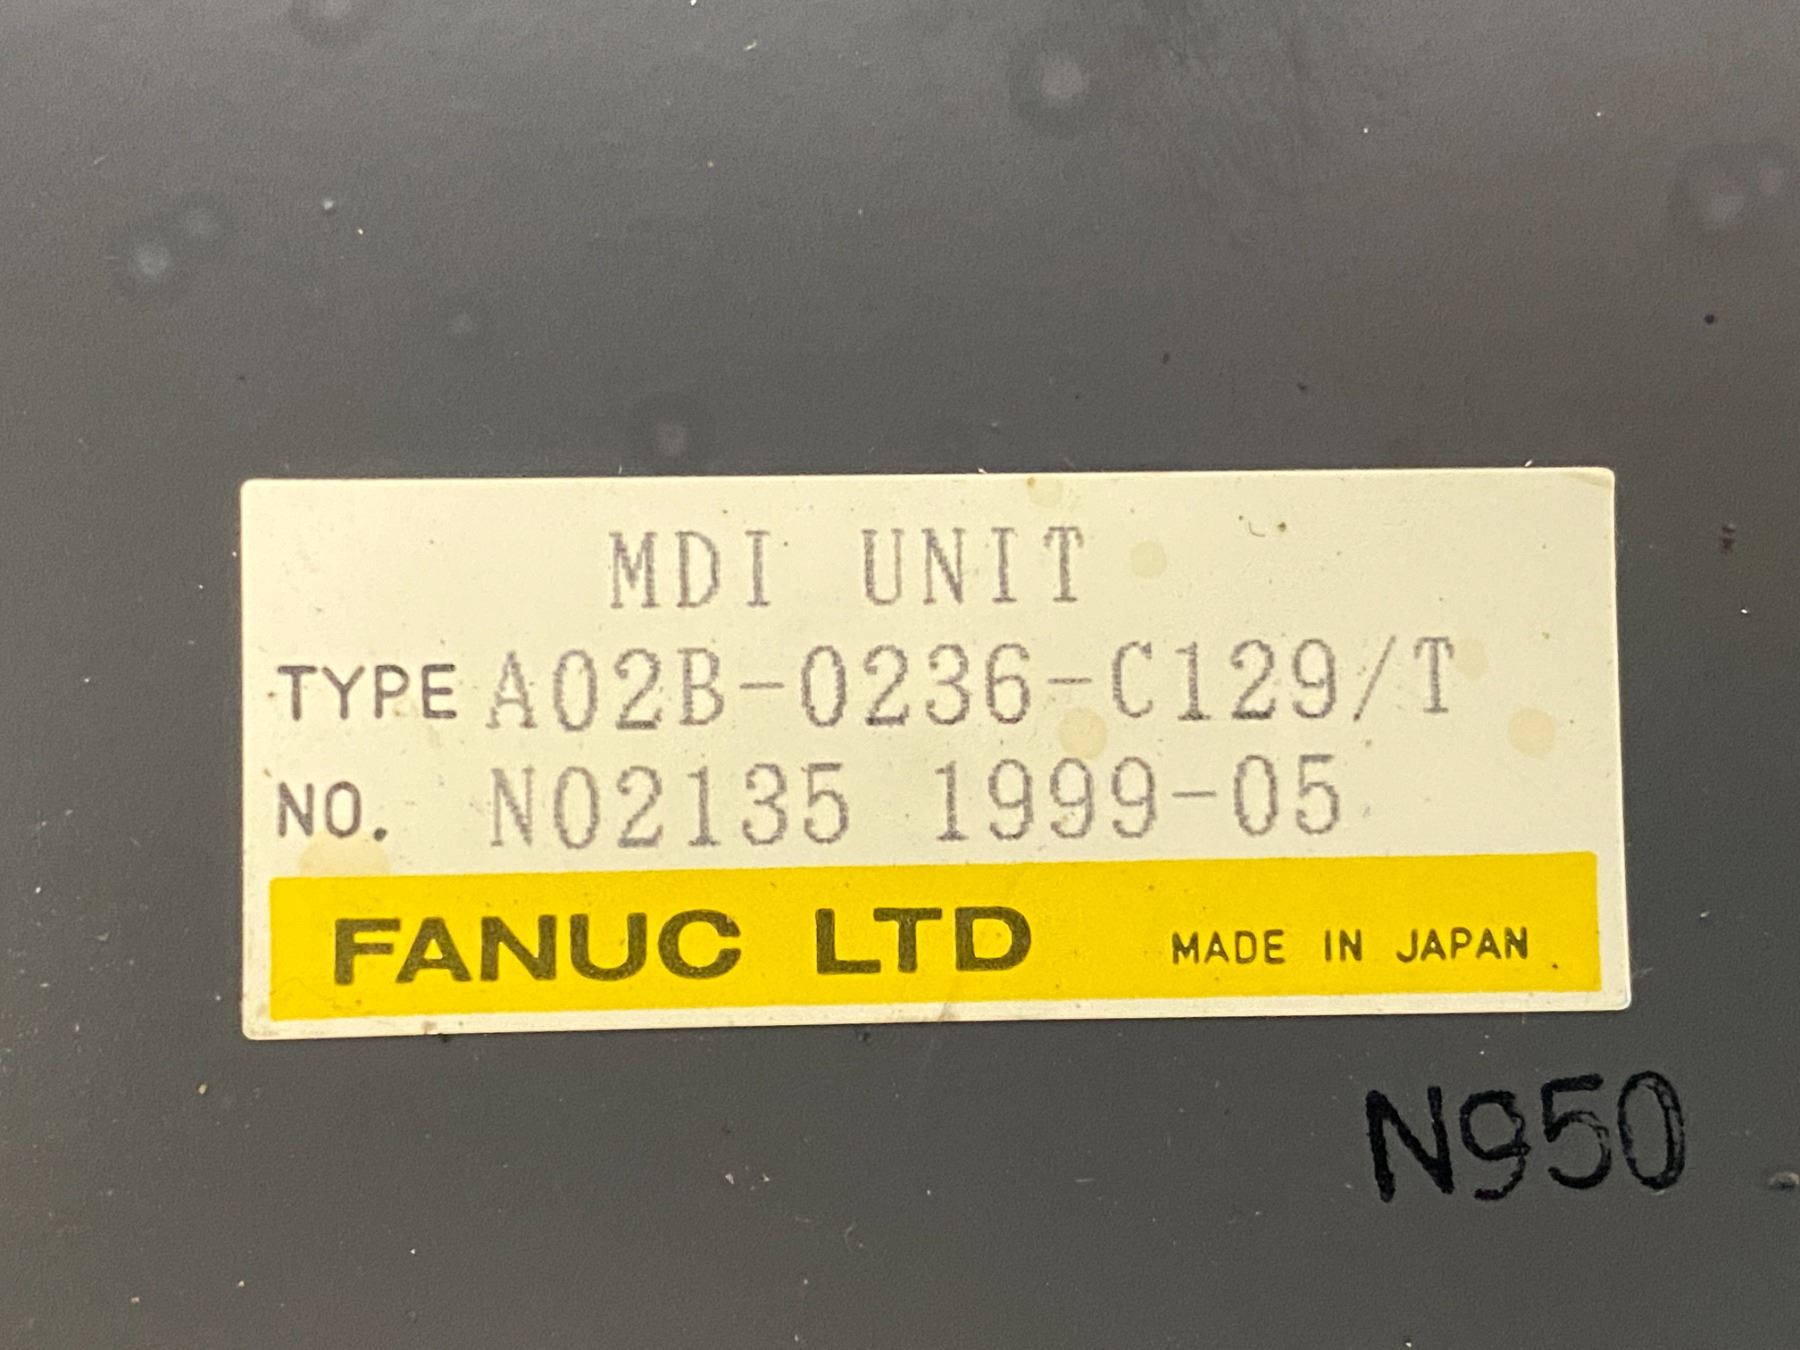 MDI UNIT
TYPE A02B-0236-C129/T
NO. N02135 1999-05
FANUC LTD MADE IN JAPAN
N950